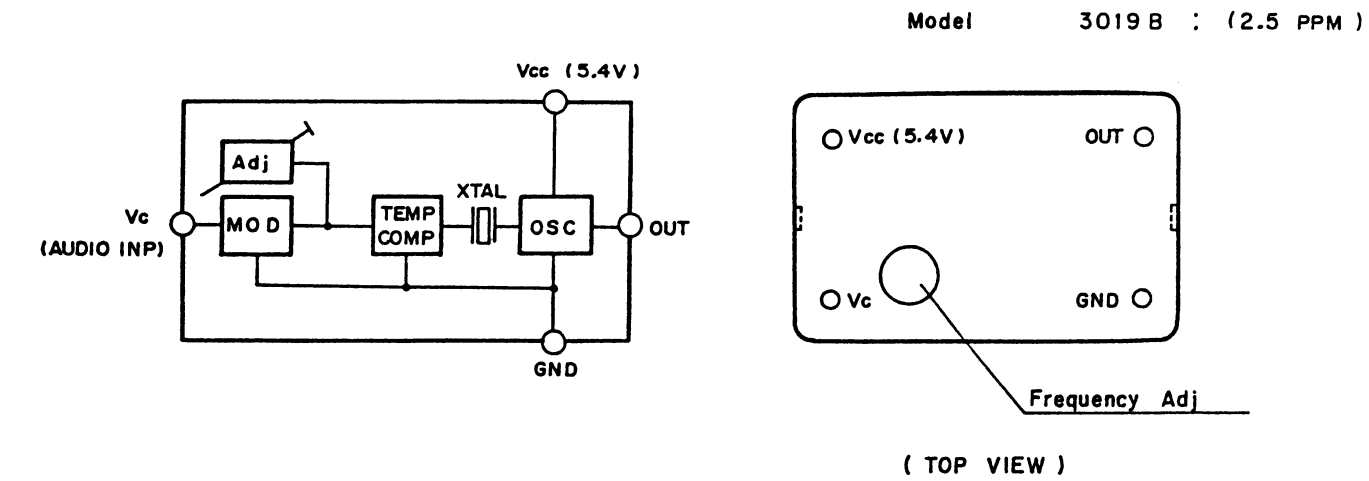 Model 3019 B : (2.5 PPM)
Vcc (5.4V)
Adj
Vc
(AUDIO INP)
MOD
TEMP
COMP
XTAL
OSC
OUT
GND
Vcc (5.4V)
OUT
Vc
GND
Frequency Adj
( TOP VIEW )